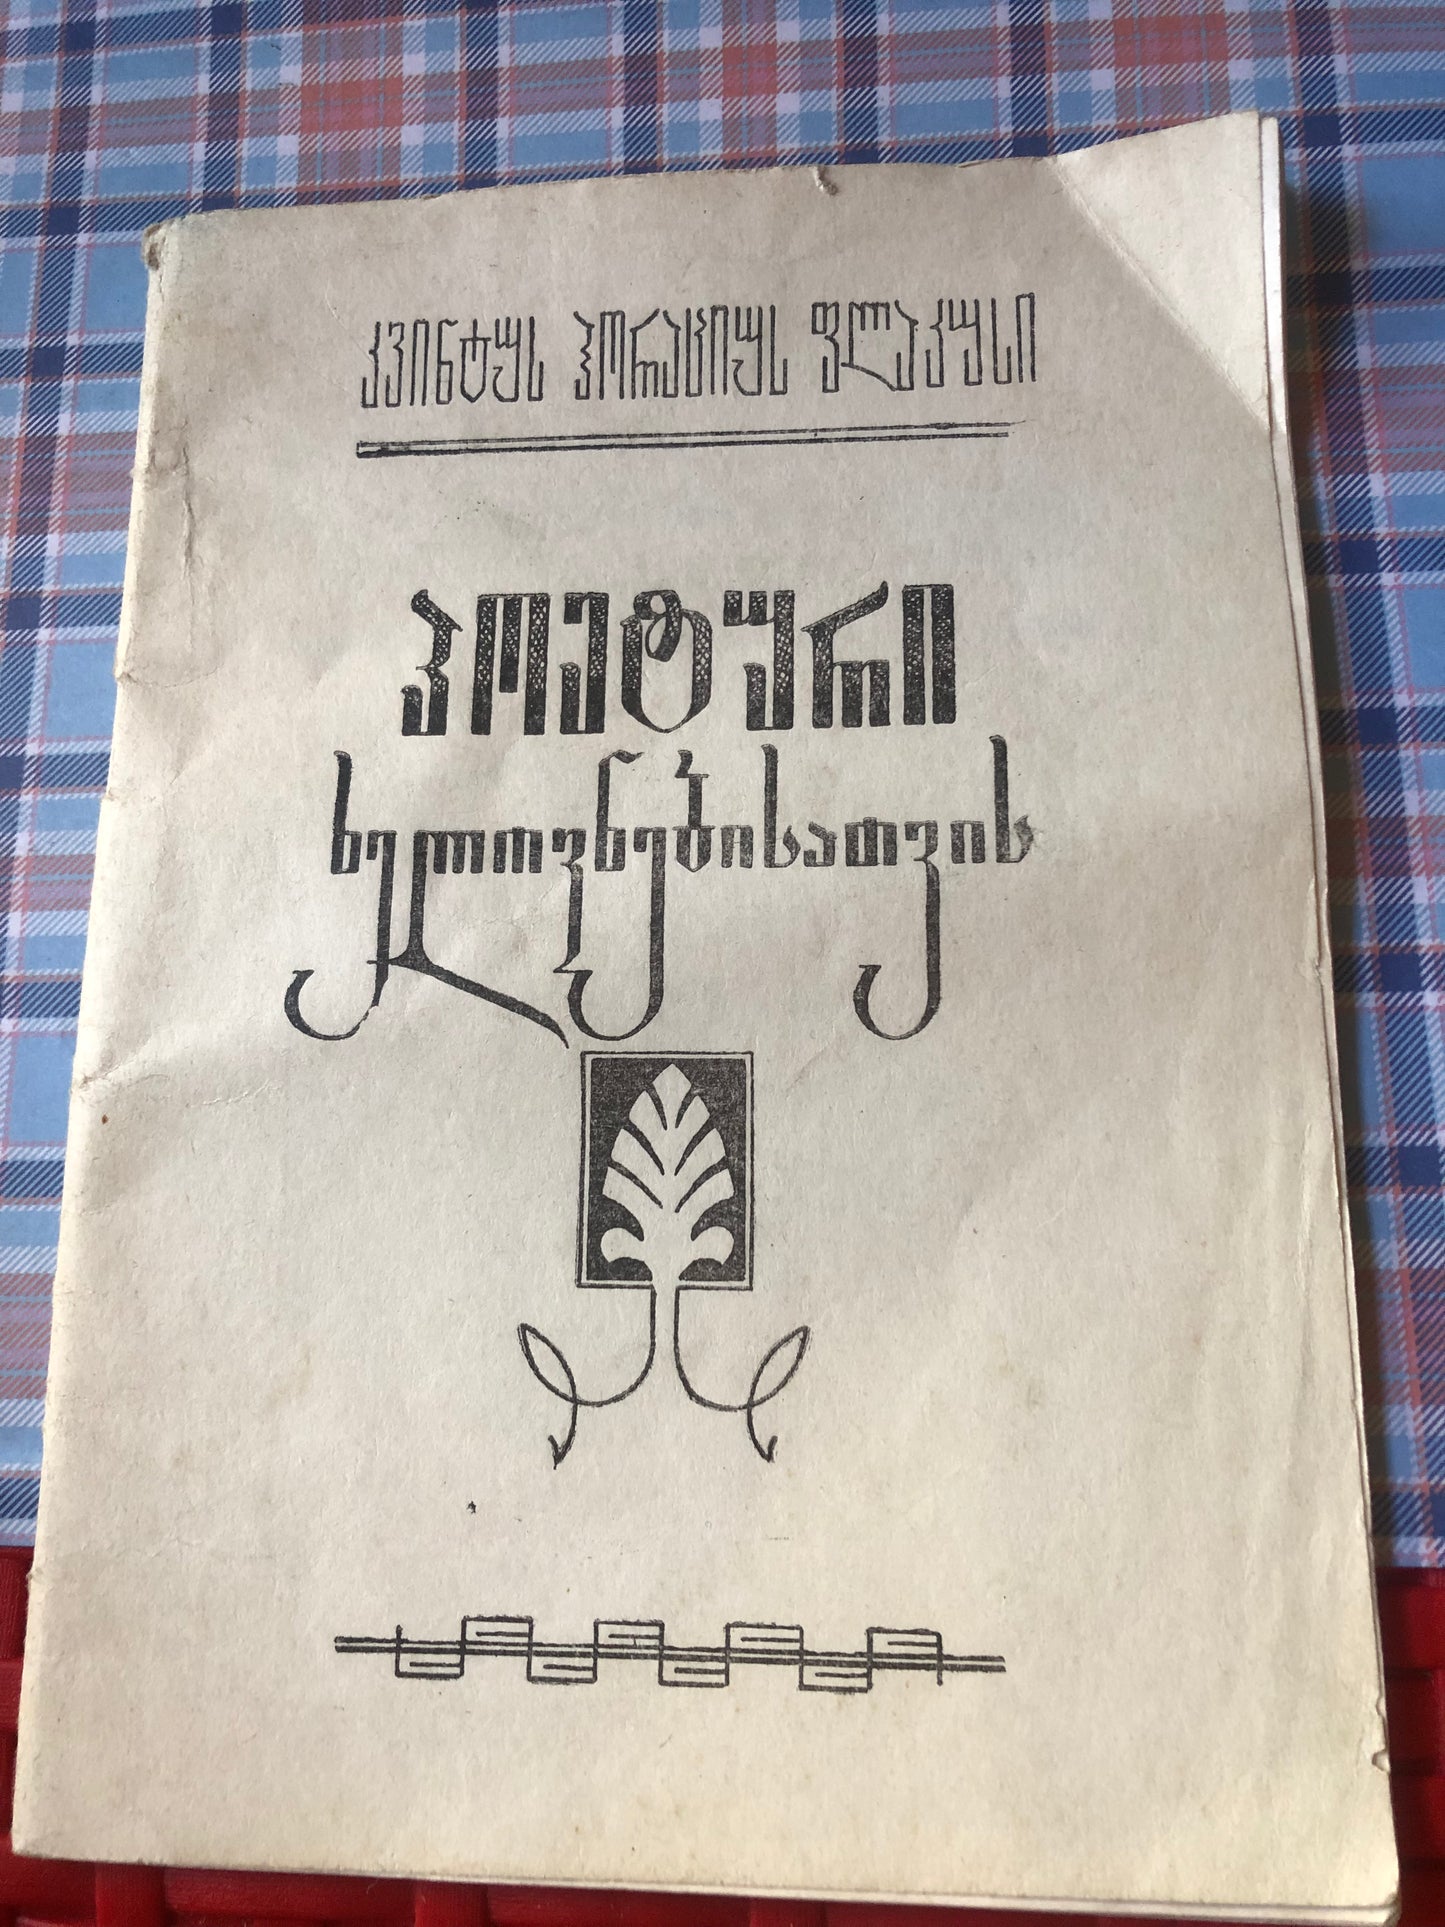 კვინტუს ჰორაციუს ფლაკუსი
პოეტური
ხელოვნებისათვის